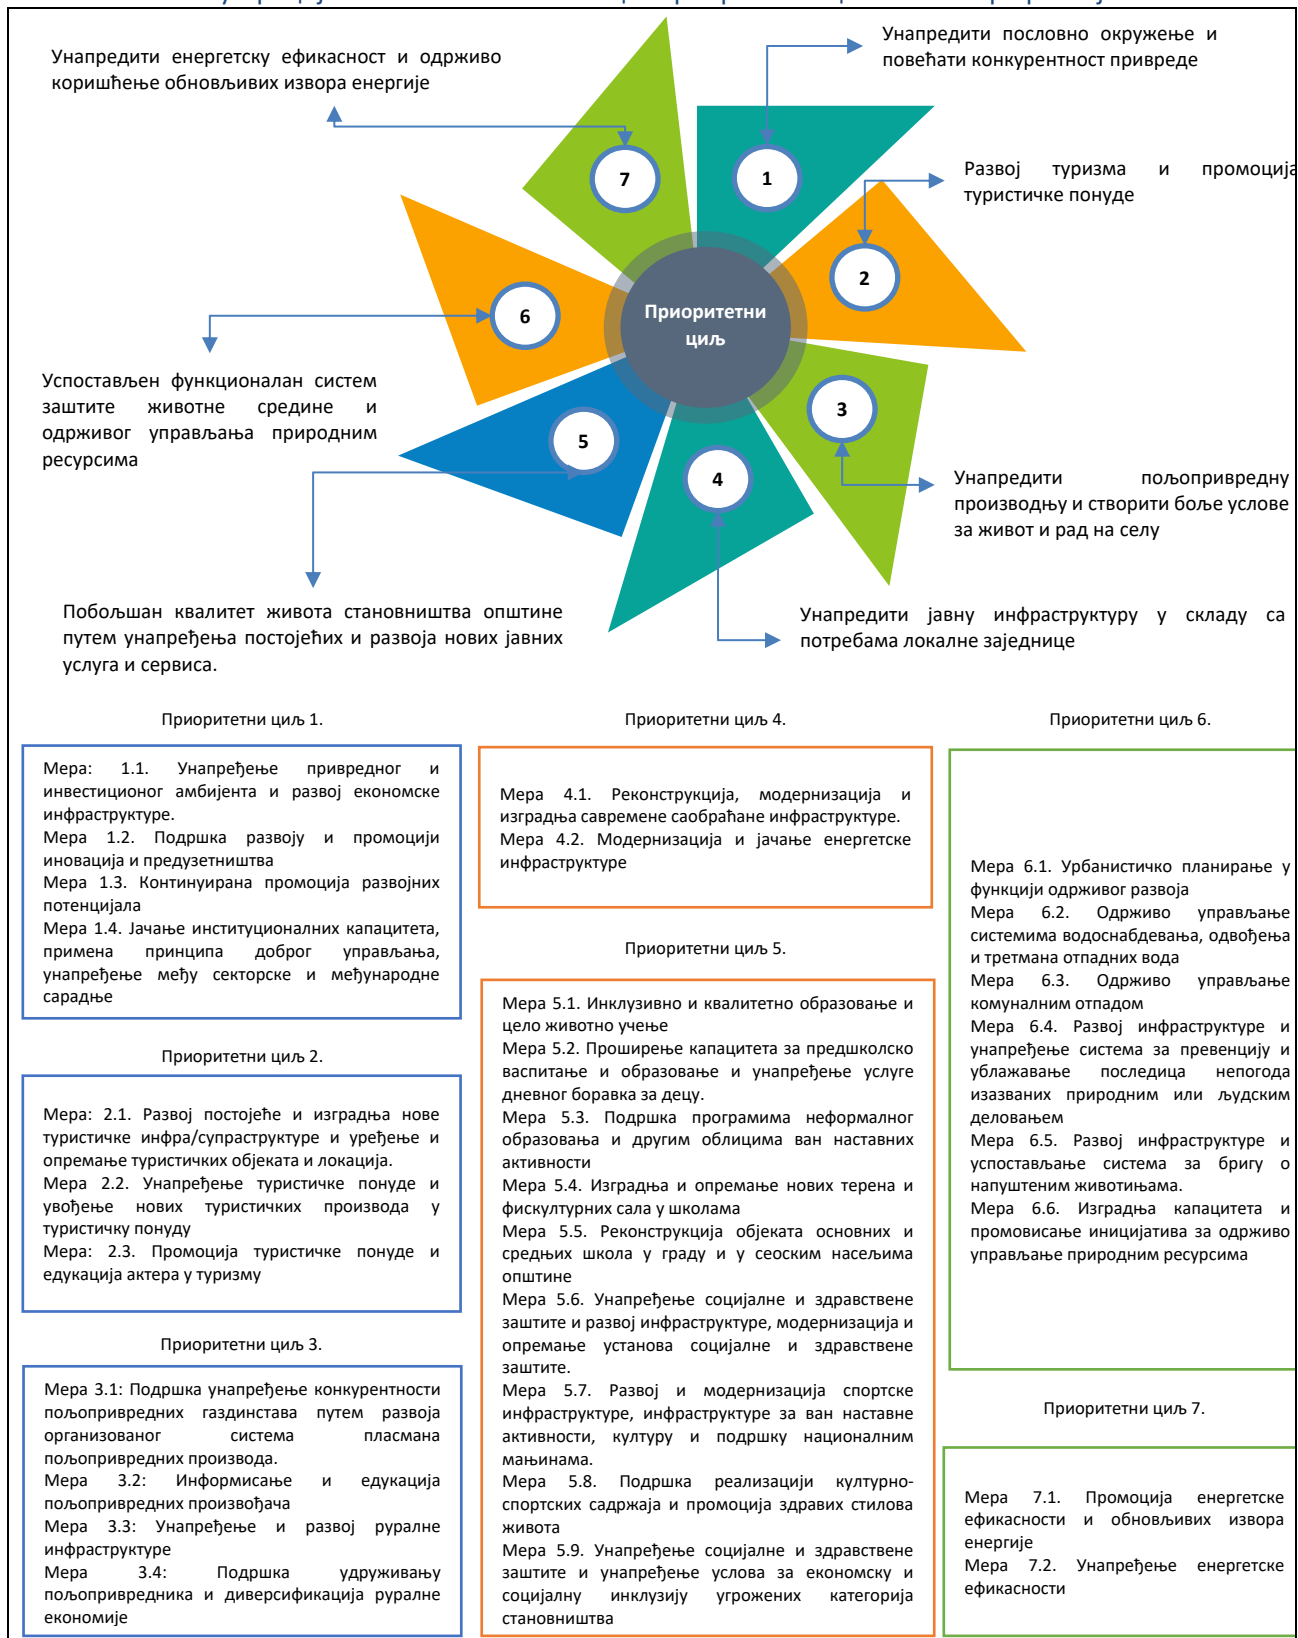 Унапредити енергетску ефикасност и одрживо
коришћење обновљивих извора енергије
Унапредити пословно окружење и
повећати конкурентност привреде
7
1
Развој туризма и промоција
туристичке понуде
2
6
Приоритетни
циљ
Успостављен функционалан систем
заштите животне средине и
одрживог управљања природним
ресурсима
3
5
4
Унапредити пољопривредну
производњу и створити боље услове
за живот и рад на селу
Побољшан квалитет живота становништва општине
путем унапређења постојећих и развоја нових јавних
услуга и сервиса.
Унапредити јавну инфраструктуру у складу са
потребама локалне заједнице
Приоритетни циљ 1.
Мера: 1.1. Унапређење привредног и
инвестиционог амбијента и развој економске
инфраструктуре.
Мера 1.2. Подршка развоју и промоцији
иновација и предузетништва
Мера 1.3. Континуирана промоција развојних
потенцијала
Мера 1.4. Јачање институционалних капацитета,
примена принципа доброг управљања,
унапређење међу секторске и међународне
сарадње
Приоритетни циљ 2.
Мера: 2.1. Развој постојеће и изградња нове
туристичке инфра/супраструктуре и уређење и
опремање туристичких објеката и локација.
Мера 2.2. Унапређење туристичке понуде и
увођење нових туристичких производа у
туристичку понуду
Мера: 2.3. Промоција туристичке понуде и
едукација актера у туризму
Приоритетни циљ 3.
Мера 3.1: Подршка унапређење конкурентности
пољопривредних газдинстава путем развоја
организованог система пласмана
пољопривредних производа.
Мера 3.2: Информисање и едукација
пољопривредних произвођача
Мера 3.3: Унапређење и развој руралне
инфраструктуре
Мера 3.4: Подршка удруживању
пољопривредника и диверсификација руралне
економије
Приоритетни циљ 4.
Мера 4.1. Реконструкција, модернизација и
изградња савремене саобраћане инфраструктуре.
Мера 4.2. Модернизација и јачање енергетске
инфраструктуре
Приоритетни циљ 5.
Мера 5.1. Инклузивно и квалитетно образовање и
цело животно учење
Мера 5.2. Проширење капацитета за предшколско
васпитање и образовање и унапређење услуге
дневног боравка за децу.
Мера 5.3. Подршка програмима неформалног
образовања и другим облицима ван наставних
активности
Мера 5.4. Изградња и опремање нових терена и
фискултурних сала у школама
Мера 5.5. Реконструкција објеката основних и
средњих школа у граду и у сеоским насељима
општине
Мера 5.6. Унапређење социјалне и здравствене
заштите и развој инфраструктуре, модернизација и
опремање установа социјалне и здравствене
заштите.
Мера 5.7. Развој и модернизација спортске
инфраструктуре, инфраструктуре за ван наставне
активности, културу и подршку националним
мањинама.
Мера 5.8. Подршка реализацији културно-
спортских садржаја и промоција здравих стилова
живота
Мера 5.9. Унапређење социјалне и здравствене
заштите и унапређење услова за економску и
социјалну инклузију угрожених категорија
становништва
Приоритетни циљ 6.
Мера 6.1. Урбанистичко планирање у
функцији одрживог развоја
Мера 6.2. Одрживо управљање
системима водоснабдевања, одвођења
и третмана отпадних вода
Мера 6.3. Одрживо управљање
комуналним отпадом
Мера 6.4. Развој инфраструктуре и
унапређење система за превенцију и
ублажавање последица непогода
изазваних природним или људским
деловањем
Мера 6.5. Развој инфраструктуре и
успостављање система за бригу о
напуштеним животињама.
Мера 6.6. Изградња капацитета и
промовисање иницијатива за одрживо
управљање природним ресурсима
Приоритетни циљ 7.
Мера 7.1. Промоција енергетске
ефикасности и обновљивих извора
енергије
Мера 7.2. Унапређење енергетске
ефикасности